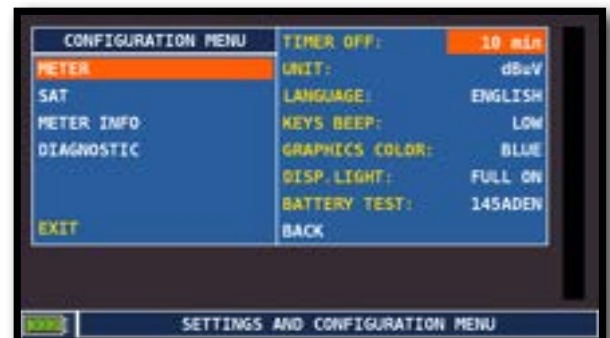 CONFIGURATION MENU
METER
SAT
METER INFO
DIAGNOSTIC
EXIT
TIMER OFF: 10 min
UNIT: dBuV
LANGUAGE: ENGLISH
KEYS BEEP: LOW
GRAPHICS COLOR: BLUE
DISP.LIGHT: FULL ON
BATTERY TEST: 145ADEN
BACK
SETTINGS AND CONFIGURATION MENU